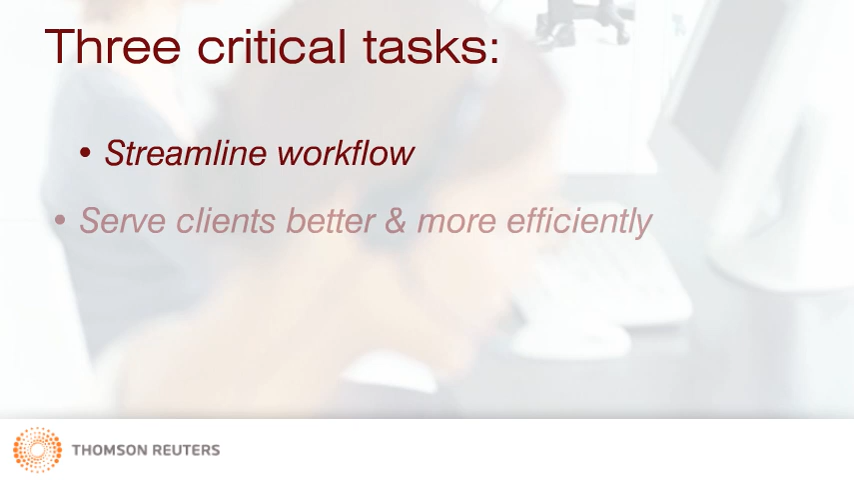 Three critical tasks:
• Streamline workflow
• Serve clients better & more efficiently
THOMSON REUTERS